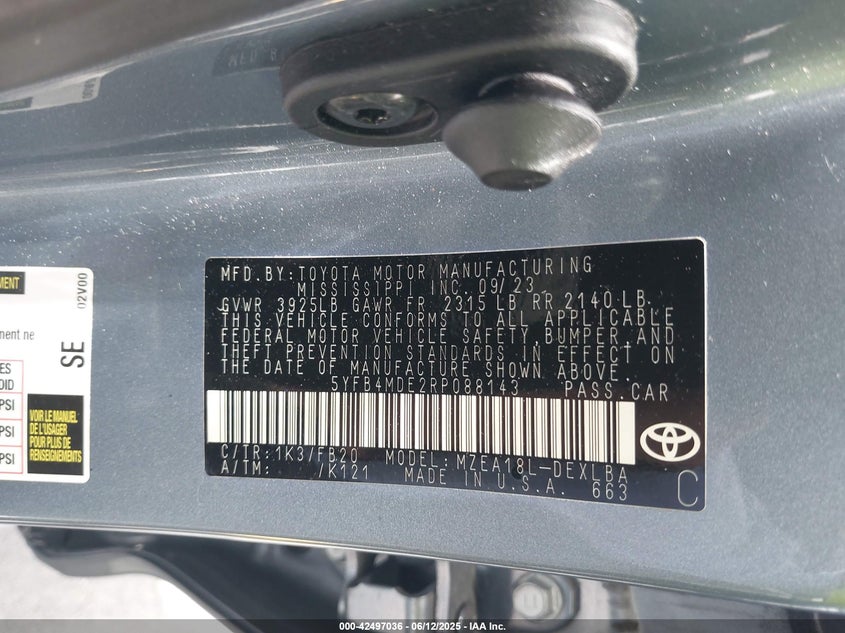 MFD.BY:TOYOTA MOTOR MANUFACTURING
MISSISSIPPI INC. 09/23
GVWR 3925LB GAWR FR 2315 LB RR 2140 LB
THIS VEHICLE CONFORMS TO ALL APPLICABLE
FEDERAL MOTOR VEHICLE SAFETY,BUMPER,AND
THEFT PREVENTION STANDARDS IN EFFECT ON
THE DATE OF MANUFACTURE SHOWN ABOVE.
5YFB4MDE2RP088143 PASS.CAR
C/TR:1K3/FB20 MODEL:MZEA18L-DEXLBA
A/TM: /K121 MADE IN U.S.A. 663
C
02V00
ment ne
SE
PSI
PSI
PSI
VOIR LE MANUEL
DE L'USAGER
POUR PLUS DE
RENSEIGNEMENTS
000-42497036 - 06/12/2025 - IAA Inc.